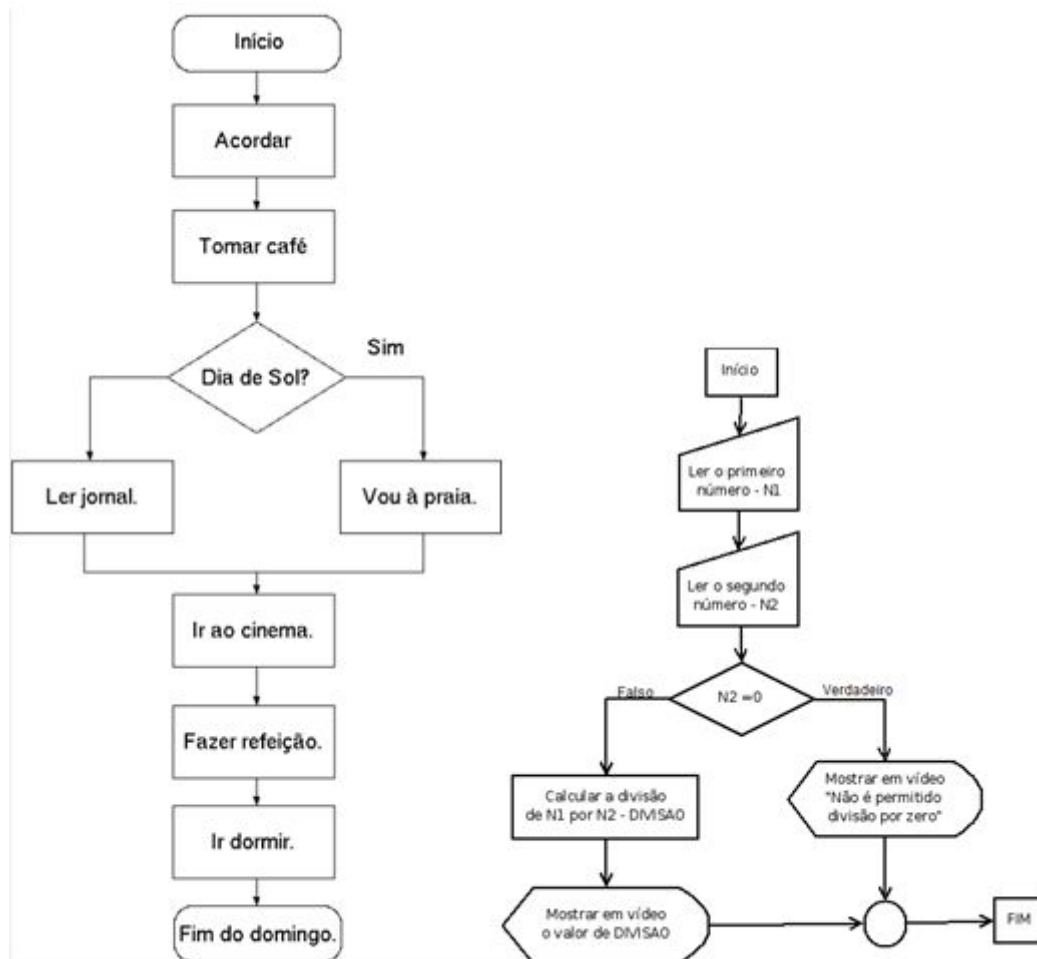 Início
Acordar
Tomar café
Dia de Sol?
Sim
Ler jornal.
Vou à praia.
Ir ao cinema.
Fazer refeição.
Ir dormir.
Fim do domingo.
Início
Ler o primeiro
número - N1
Ler o segundo
número - N2
N2 =0
Falso
Verdadeiro
Calcular a divisão
de N1 por N2 - DIVISAO
Mostrar em vídeo
"Não é permitido
divisão por zero"
Mostrar em vídeo
o valor de DIVISAO
FIM